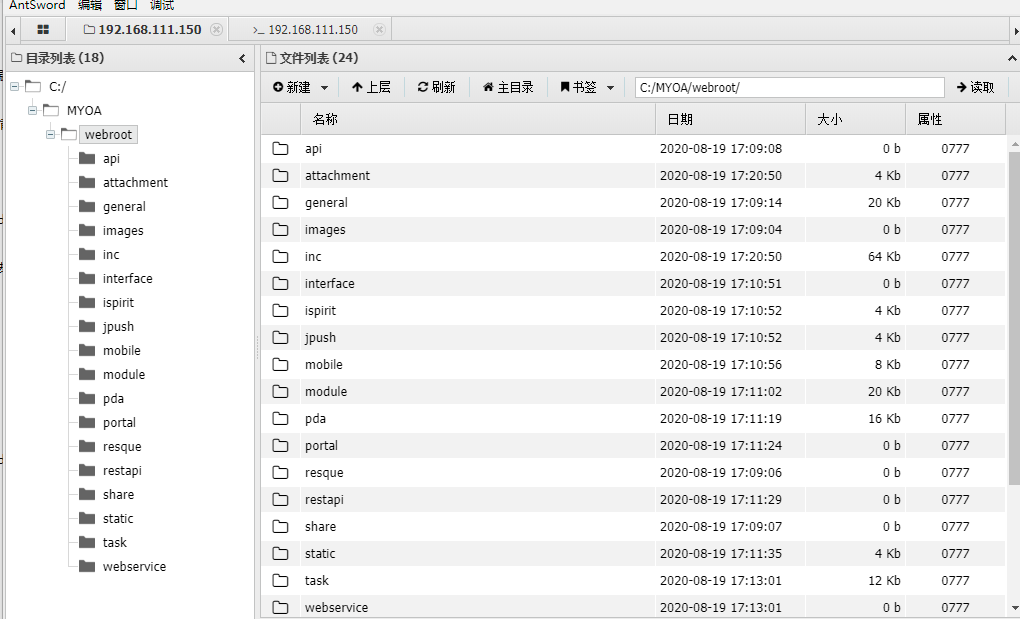 AntSword 编辑 窗口 调试
192.168.111.150 >_ 192.168.111.150
目录列表 (18)
C:/
MYOA
webroot
api
attachment
general
images
inc
interface
ispirit
jpush
mobile
module
pda
portal
resque
restapi
share
static
task
webservice
文件列表 (24)
新建 上层 刷新 主目录 书签 C:/MYOA/webroot/ 读取
名称 日期 大小 属性
api 2020-08-19 17:09:08 0 b 0777
attachment 2020-08-19 17:20:50 4 Kb 0777
general 2020-08-19 17:09:14 20 Kb 0777
images 2020-08-19 17:09:04 0 b 0777
inc 2020-08-19 17:20:50 64 Kb 0777
interface 2020-08-19 17:10:51 0 b 0777
ispirit 2020-08-19 17:10:52 4 Kb 0777
jpush 2020-08-19 17:10:52 4 Kb 0777
mobile 2020-08-19 17:10:56 8 Kb 0777
module 2020-08-19 17:11:02 20 Kb 0777
pda 2020-08-19 17:11:19 16 Kb 0777
portal 2020-08-19 17:11:24 0 b 0777
resque 2020-08-19 17:09:06 0 b 0777
restapi 2020-08-19 17:11:29 0 b 0777
share 2020-08-19 17:09:07 0 b 0777
static 2020-08-19 17:11:35 4 Kb 0777
task 2020-08-19 17:13:01 12 Kb 0777
webservice 2020-08-19 17:13:01 0 b 0777